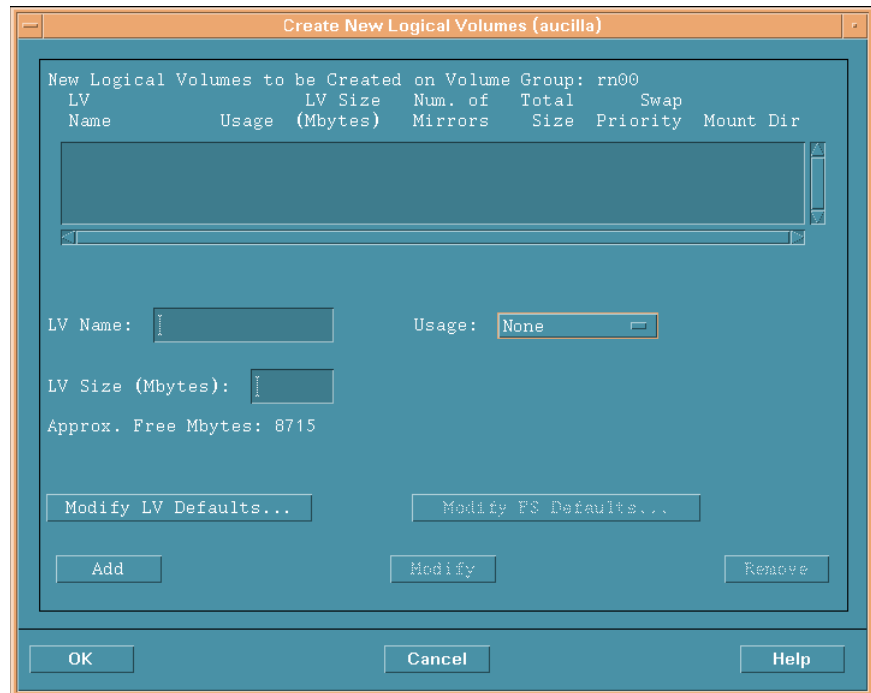 Create New Logical Volumes (aucilla)
New Logical Volumes to be Created on Volume Group: rn00
LV LV Size Num. of Total Swap
Name Usage (Mbytes) Mirrors Size Priority Mount Dir
LV Name: Usage: None
LV Size (Mbytes):
Approx. Free Mbytes: 8715
Modify LV Defaults... Modify FS Defaults...
Add Modify Remove
OK Cancel Help